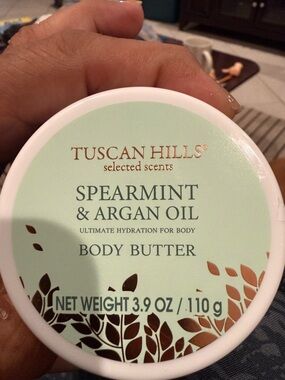 TUSCAN HILLS®
selected scents
SPEARMINT
& ARGAN OIL
ULTIMATE HYDRATION FOR BODY
BODY BUTTER
NET WEIGHT 3.9 OZ / 110 g